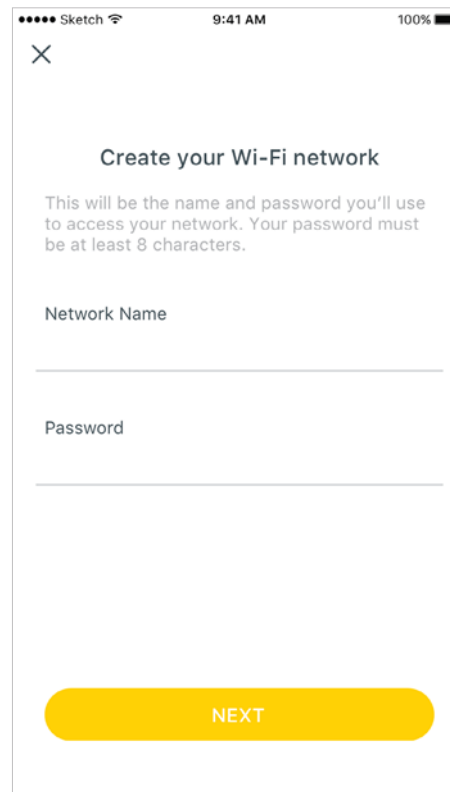 ●●●●● Sketch 9:41 AM 100%
Create your Wi-Fi network
This will be the name and password you'll use
to access your network. Your password must
be at least 8 characters.
Network Name
Password
NEXT